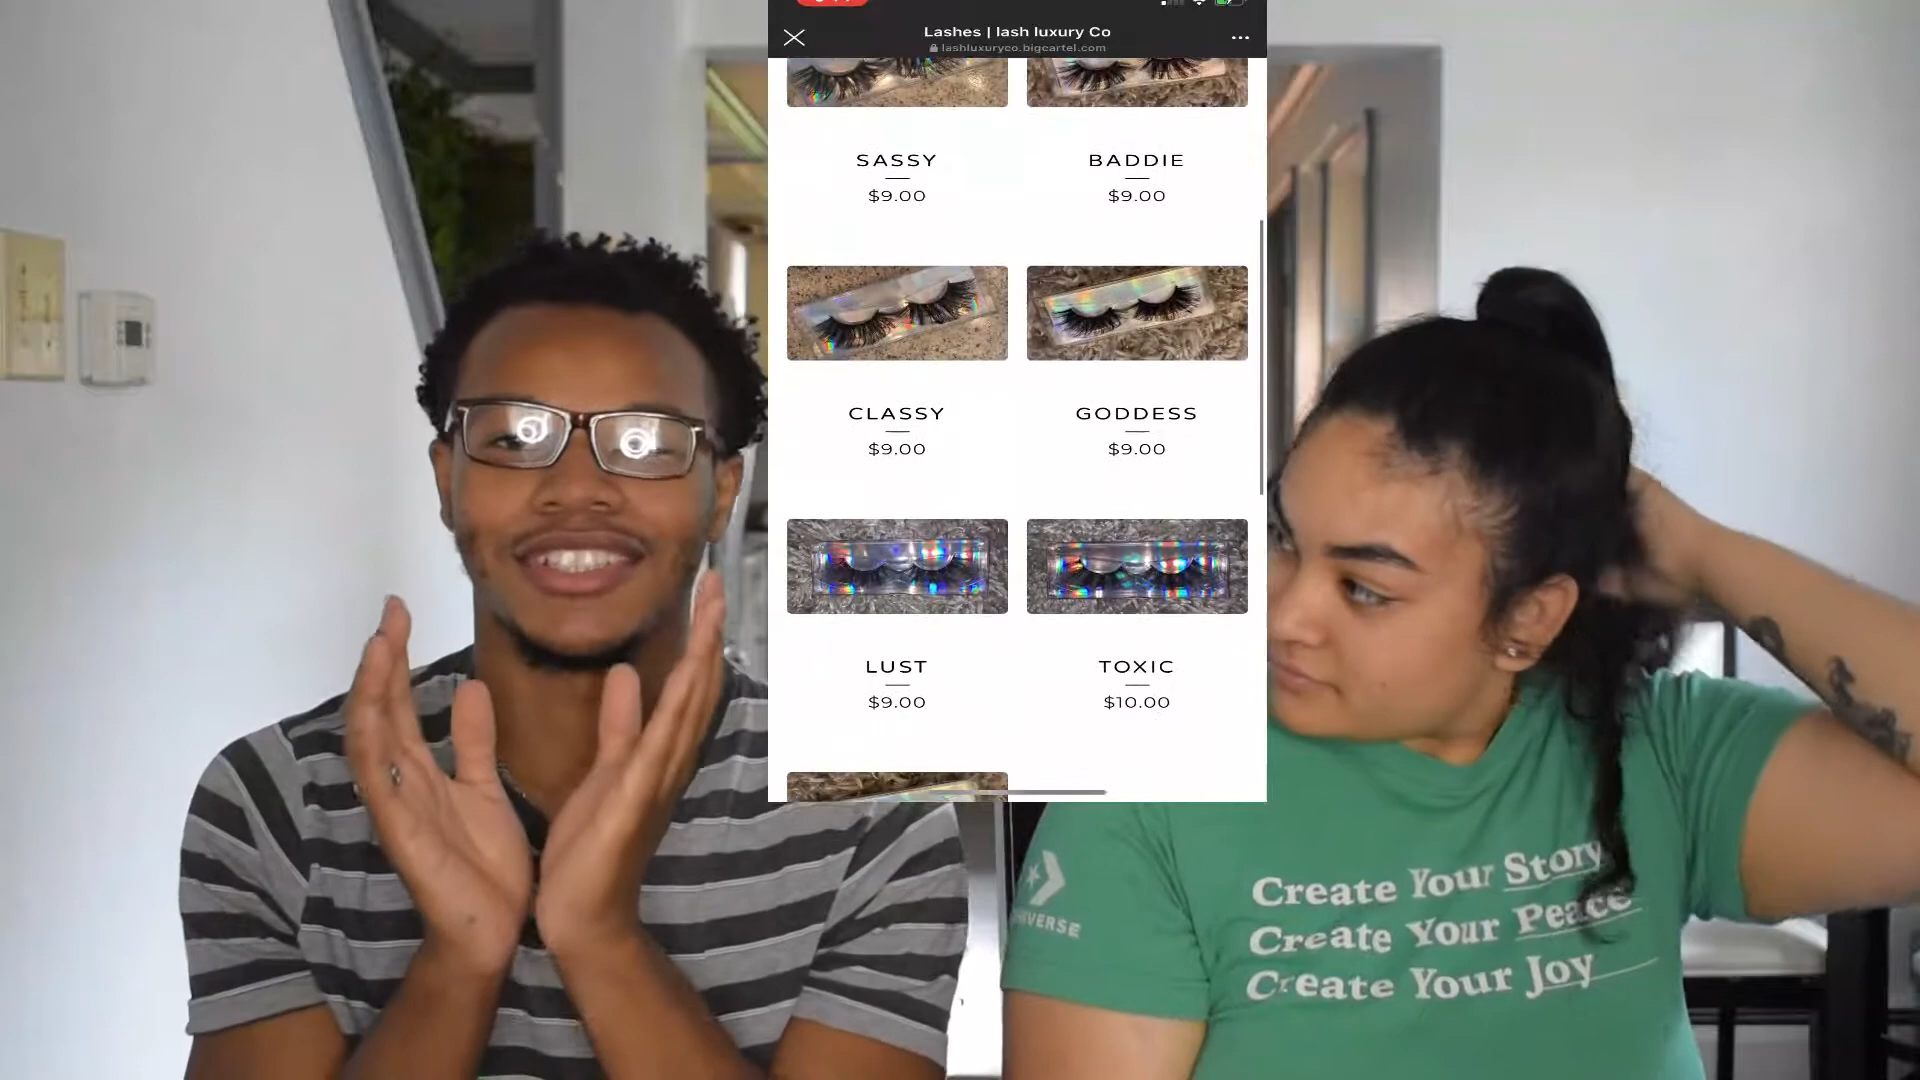 Lashes | lash luxury Co
lashluxuryco.bigcartel.com
SASSY
$9.00
BADDIE
$9.00
CLASSY
$9.00
GODDESS
$9.00
LUST
$9.00
TOXIC
$10.00
Create Your Story
Create Your Peace
Create Your Joy